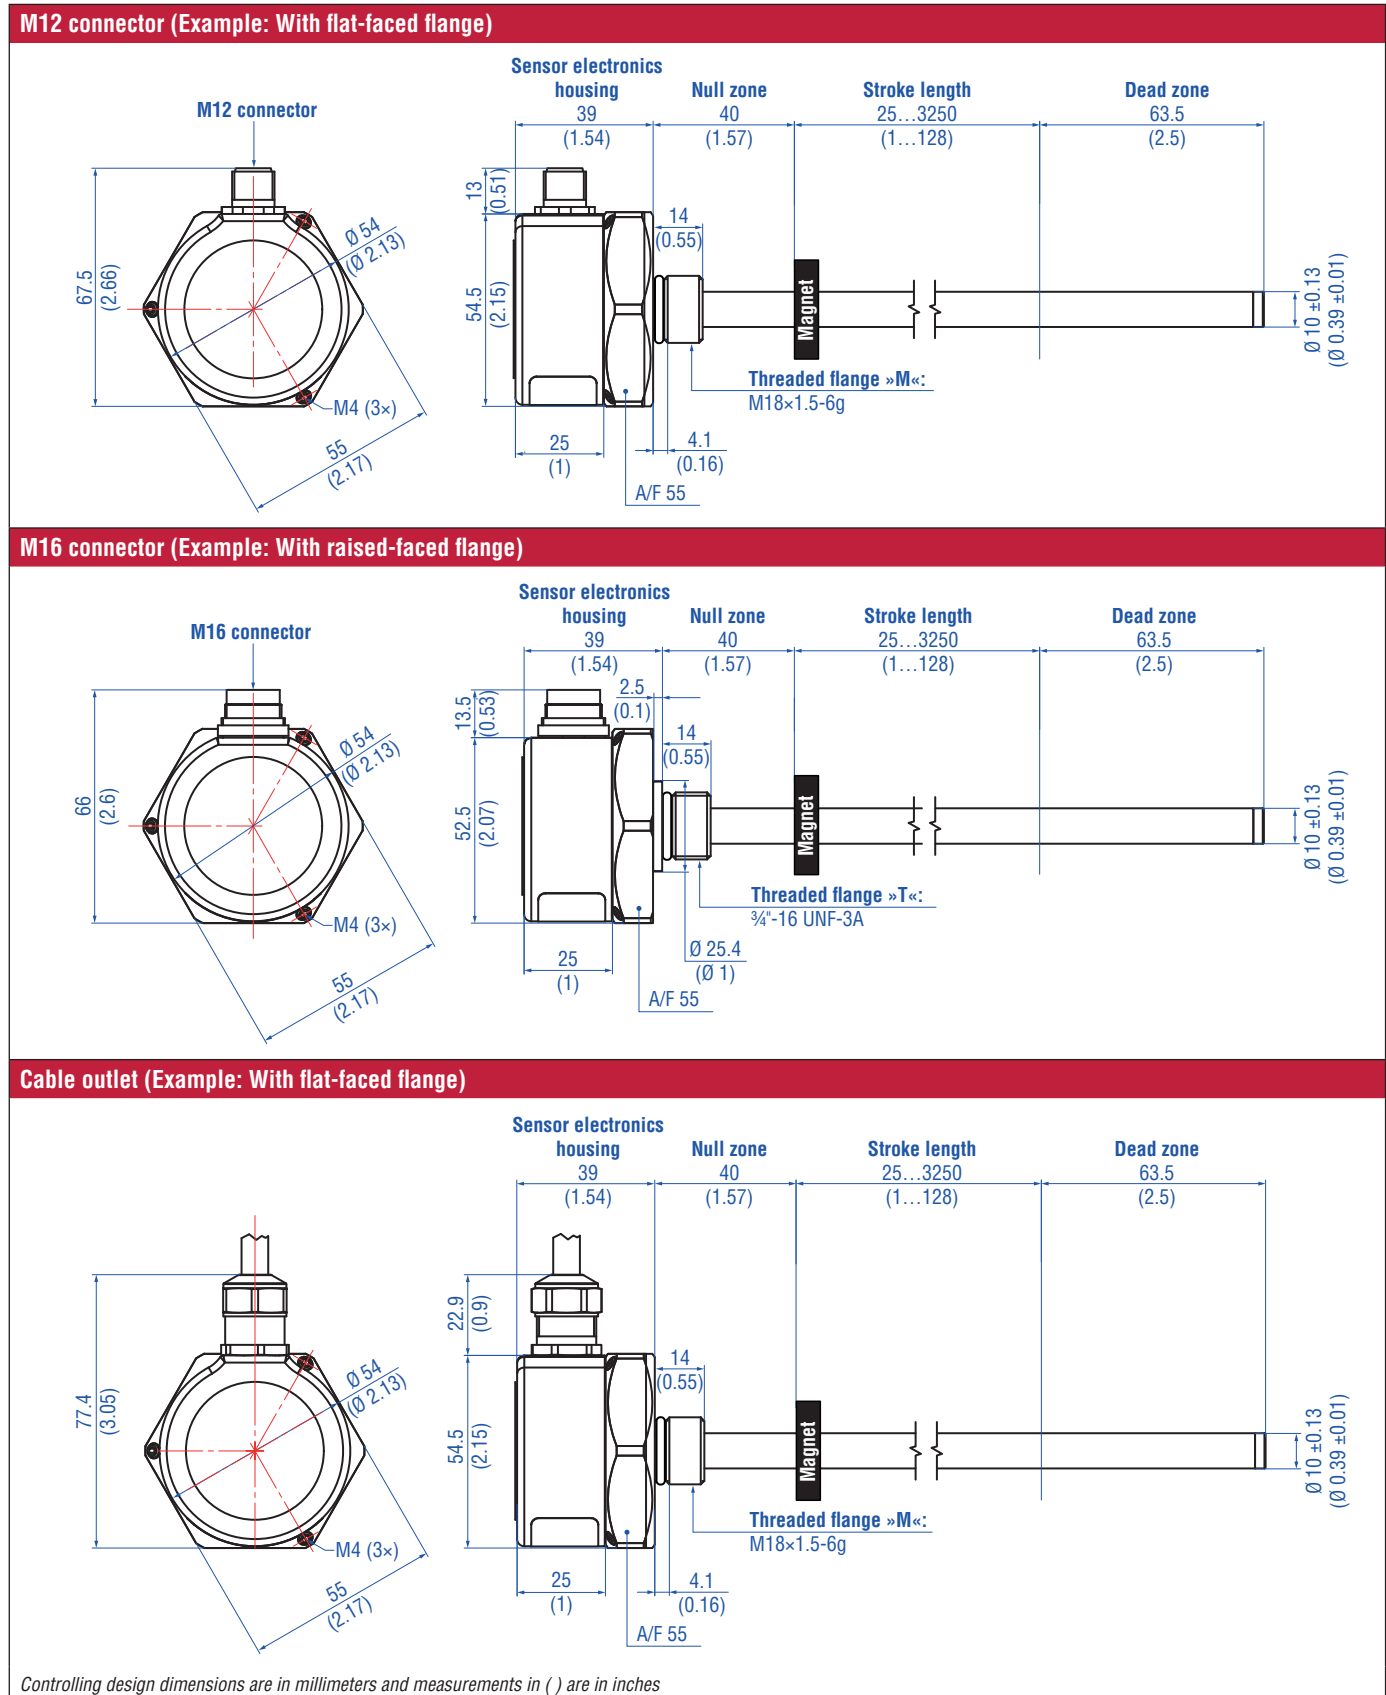 M12 connector (Example: With flat-faced flange)
Sensor electronics
housing
39
(1.54)
Null zone
40
(1.57)
Stroke length
25…3250
(1…128)
Dead zone
63.5
(2.5)
M12 connector
67.5
(2.66)
Ø 54
(Ø 2.13)
M4 (3×)
55
(2.17)
13
(0.51)
54.5
(2.15)
14
(0.55)
Magnet
Ø 10 ±0.13
(Ø 0.39 ±0.01)
Threaded flange »M«:
M18×1.5-6g
25
(1)
4.1
(0.16)
A/F 55
M16 connector (Example: With raised-faced flange)
Sensor electronics
housing
39
(1.54)
Null zone
40
(1.57)
Stroke length
25…3250
(1…128)
Dead zone
63.5
(2.5)
M16 connector
66
(2.6)
Ø 54
(Ø 2.13)
M4 (3×)
55
(2.17)
13.5
(0.53)
52.5
(2.07)
2.5
(0.1)
14
(0.55)
Magnet
Ø 10 ±0.13
(Ø 0.39 ±0.01)
Threaded flange »T«:
¾"-16 UNF-3A
25
(1)
Ø 25.4
(Ø 1)
A/F 55
Cable outlet (Example: With flat-faced flange)
Sensor electronics
housing
39
(1.54)
Null zone
40
(1.57)
Stroke length
25…3250
(1…128)
Dead zone
63.5
(2.5)
77.4
(3.05)
Ø 54
(Ø 2.13)
M4 (3×)
55
(2.17)
22.9
(0.9)
54.5
(2.15)
14
(0.55)
Magnet
Ø 10 ±0.13
(Ø 0.39 ±0.01)
Threaded flange »M«:
M18×1.5-6g
25
(1)
4.1
(0.16)
A/F 55
Controlling design dimensions are in millimeters and measurements in ( ) are in inches